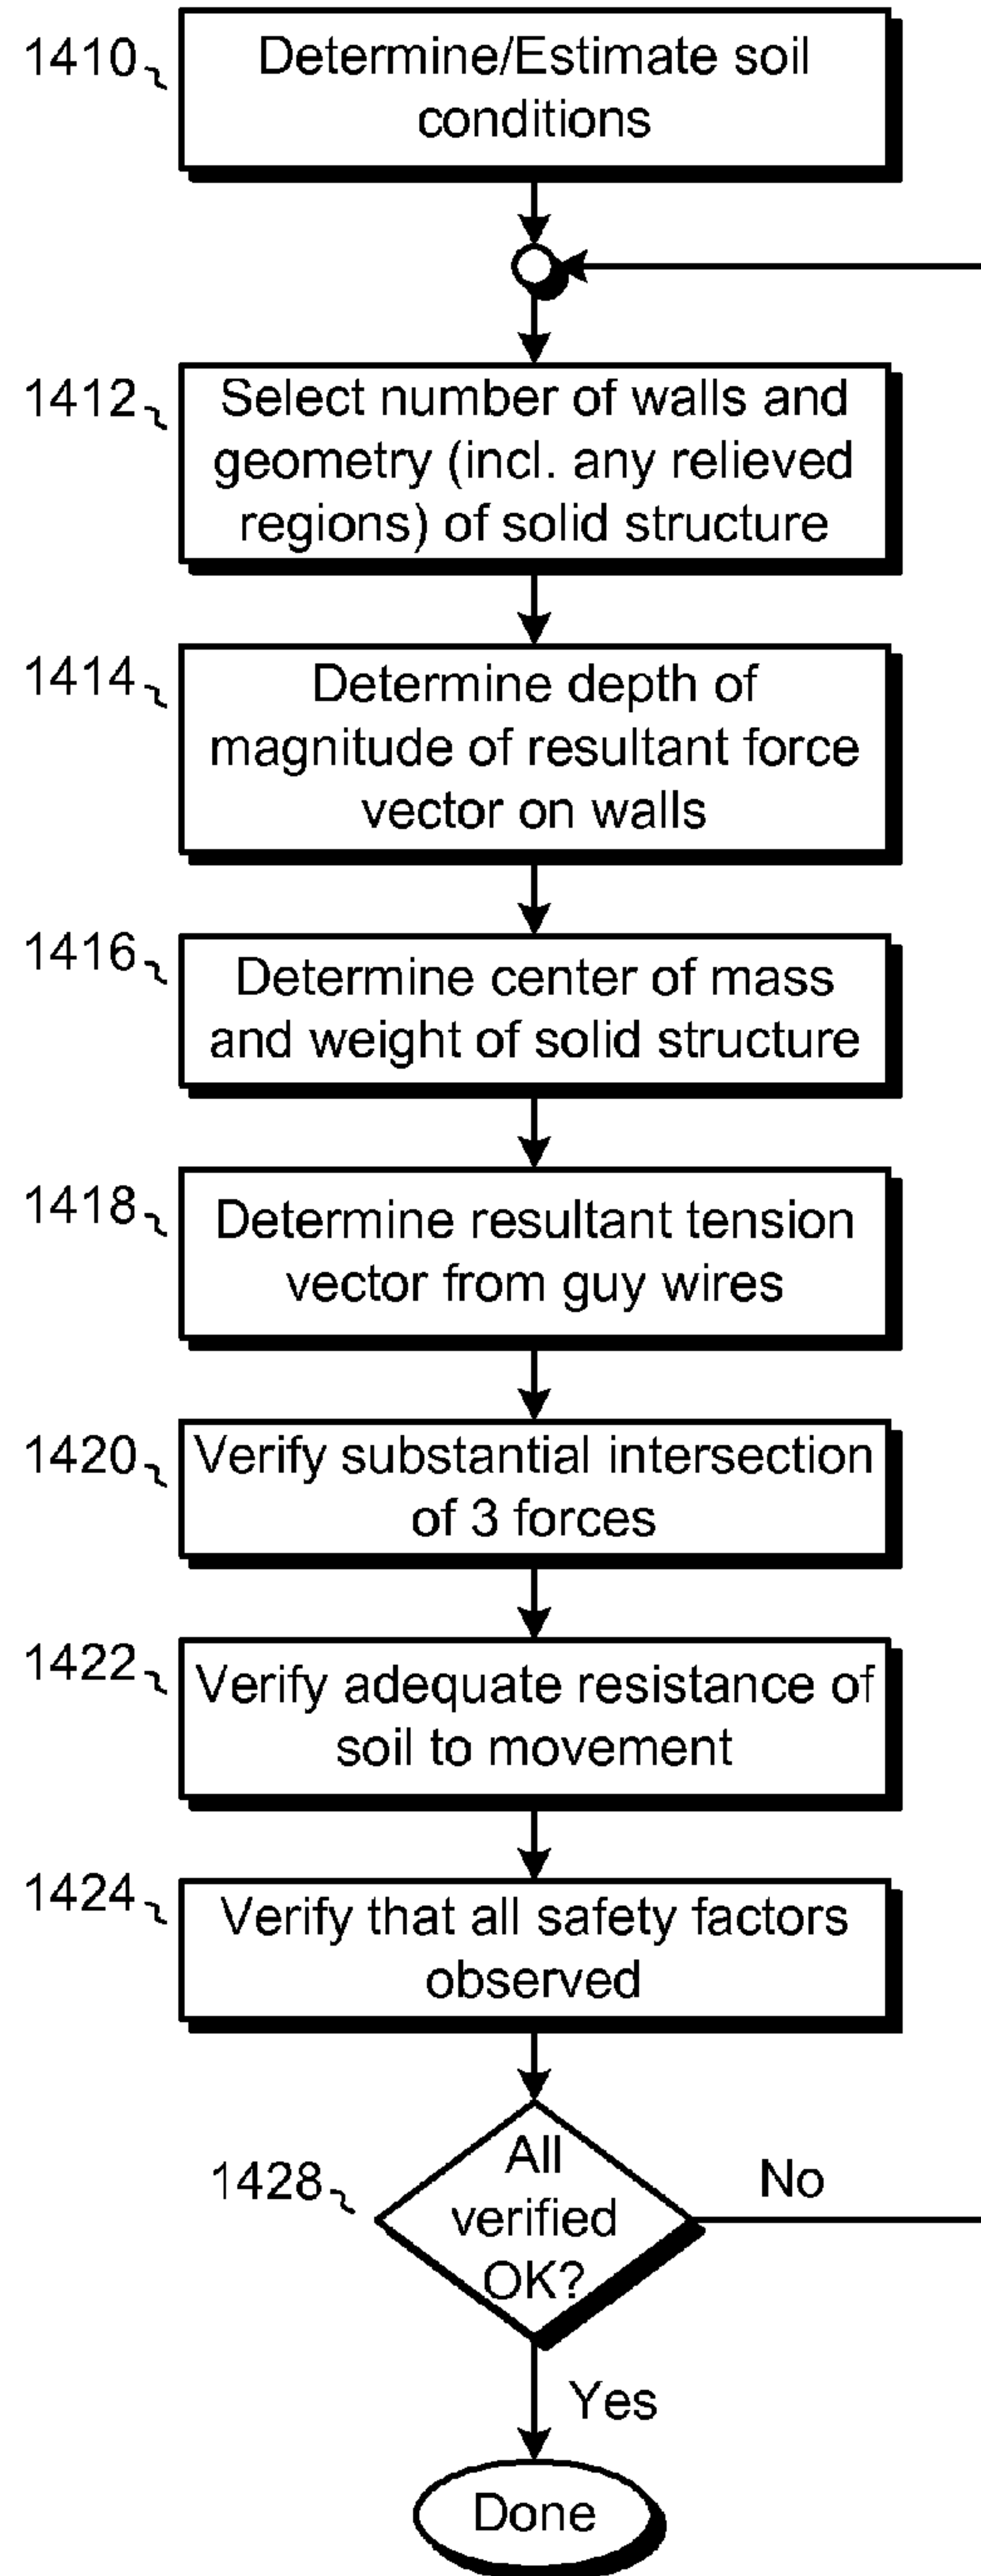 1410
Determine/Estimate soil
conditions
1412
Select number of walls and
geometry (incl. any relieved
regions) of solid structure
1414
Determine depth of
magnitude of resultant force
vector on walls
1416
Determine center of mass
and weight of solid structure
1418
Determine resultant tension
vector from guy wires
1420
Verify substantial intersection
of 3 forces
1422
Verify adequate resistance of
soil to movement
1424
Verify that all safety factors
observed
1428
All
verified
OK?
No
Yes
Done